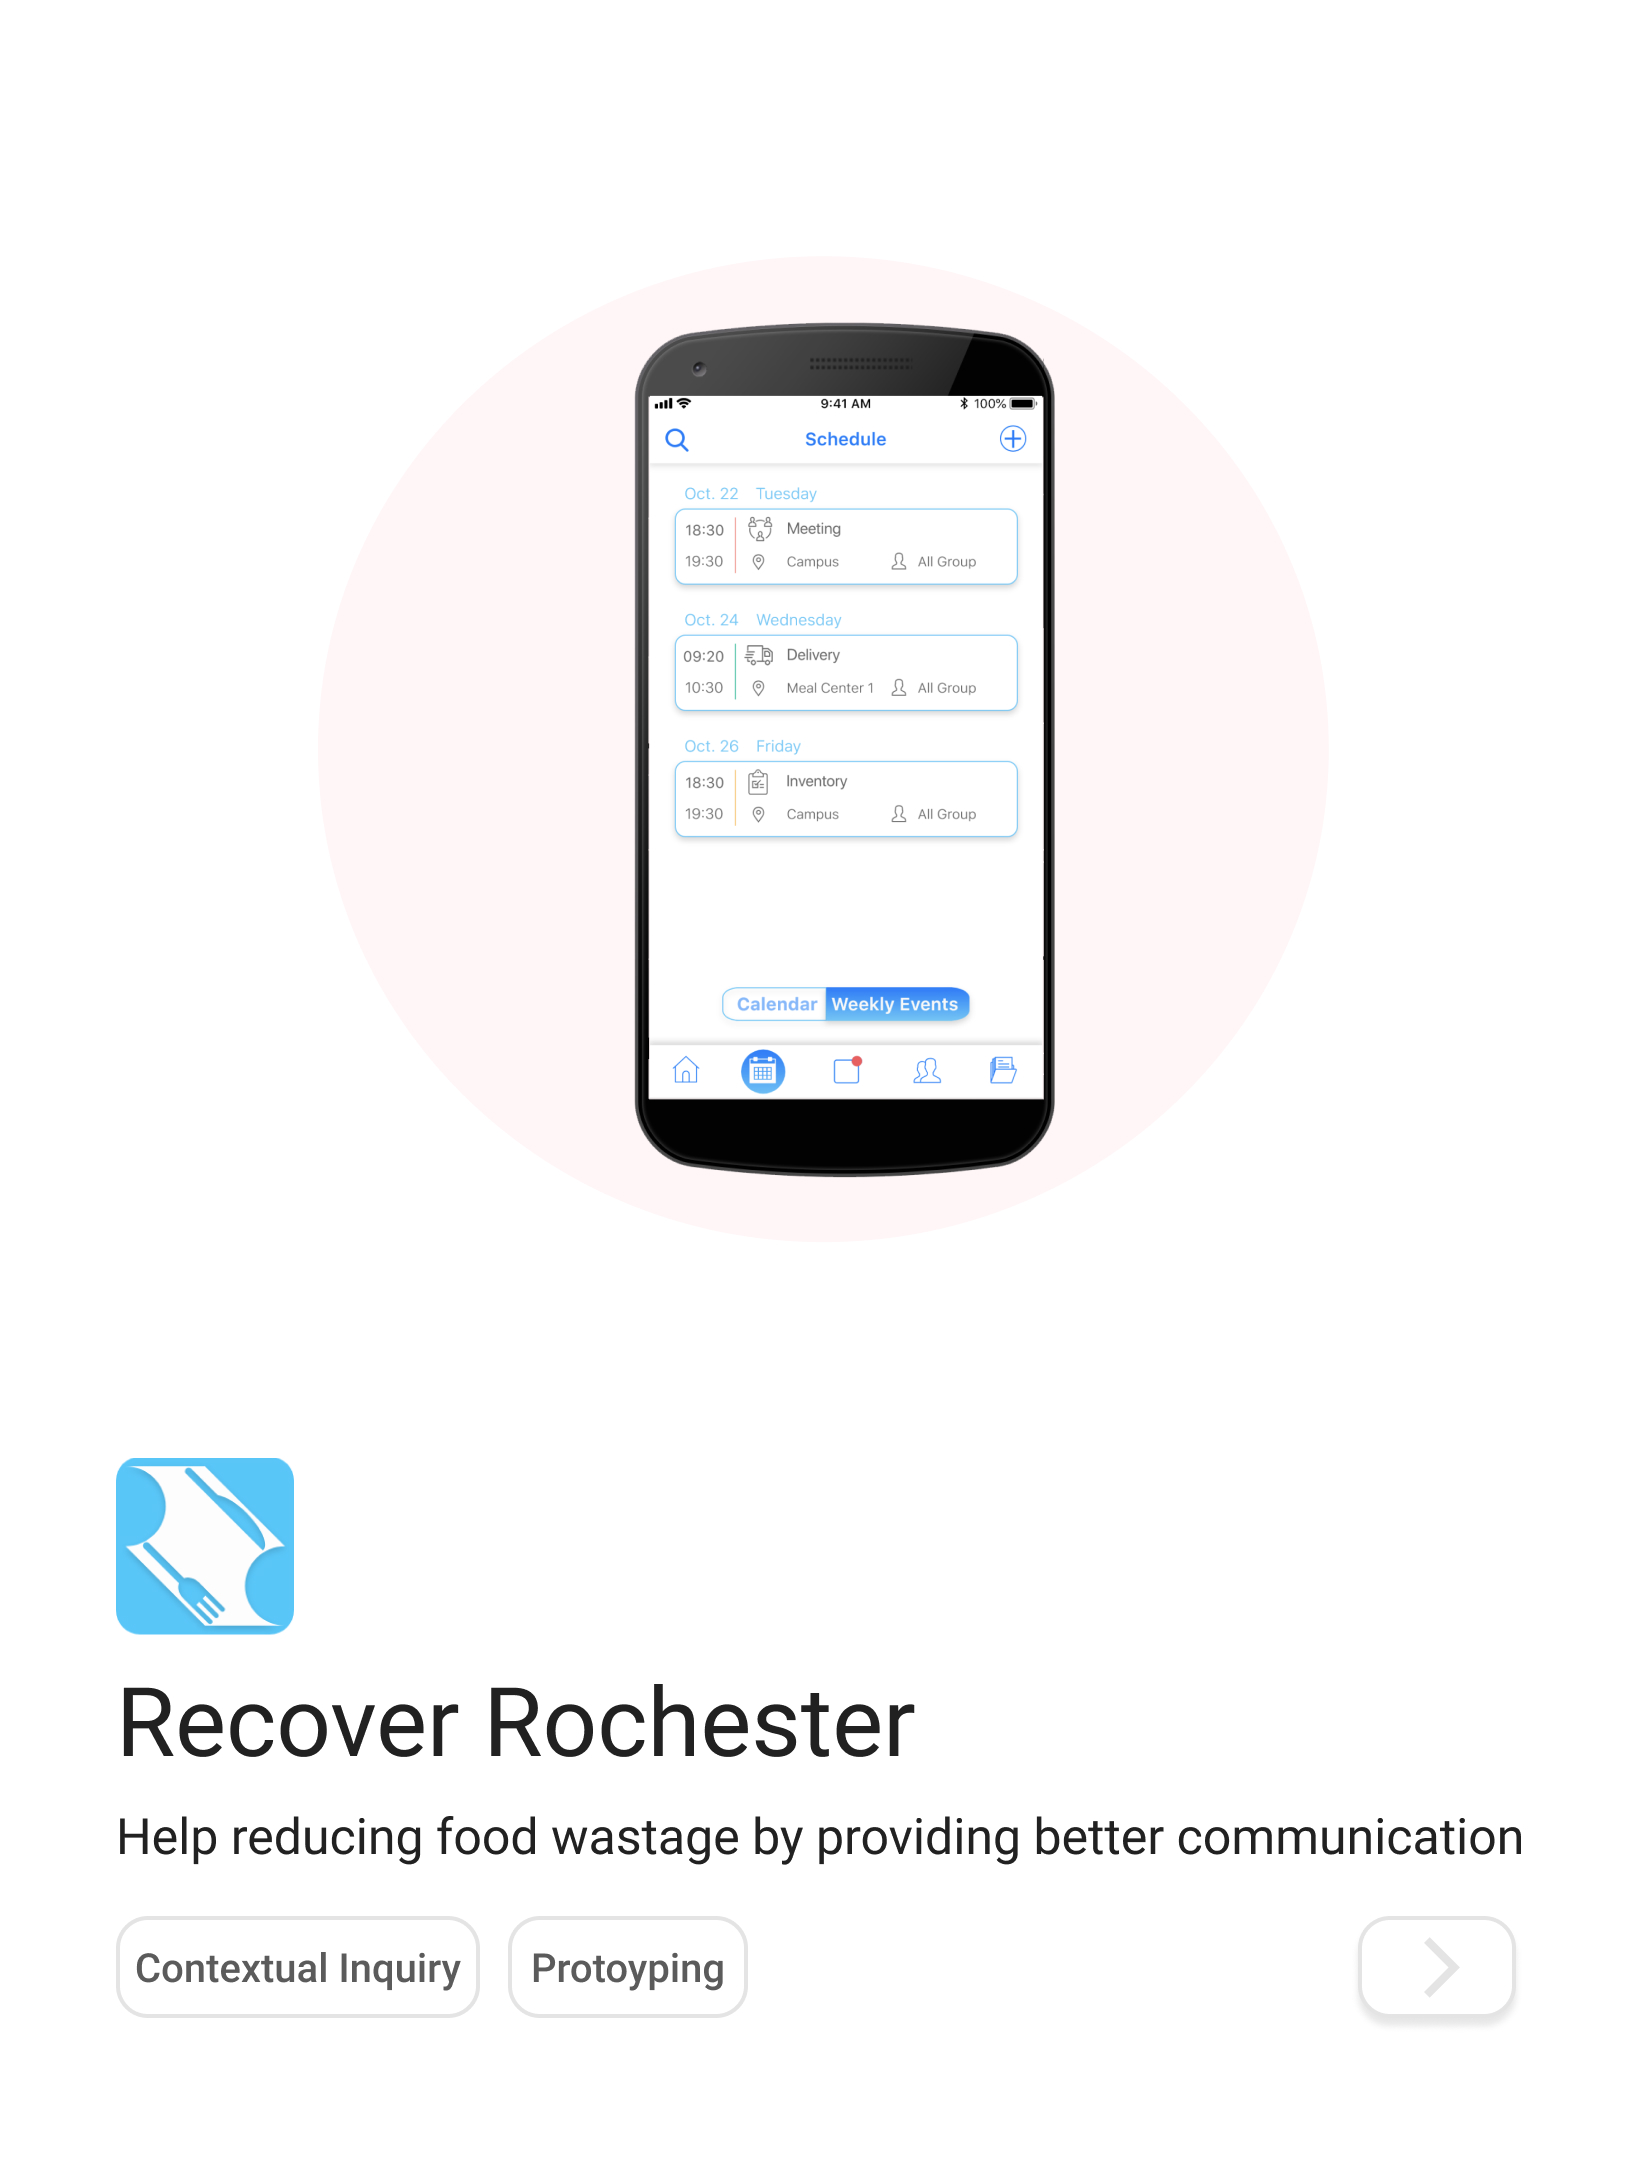 9:41 AM 100%
Schedule
Oct. 22 Tuesday
18:30 Meeting
19:30 Campus All Group
Oct. 24 Wednesday
09:20 Delivery
10:30 Meal Center 1 All Group
Oct. 26 Friday
18:30 Inventory
19:30 Campus All Group
Calendar Weekly Events
Recover Rochester
Help reducing food wastage by providing better communication
Contextual Inquiry Protoyping